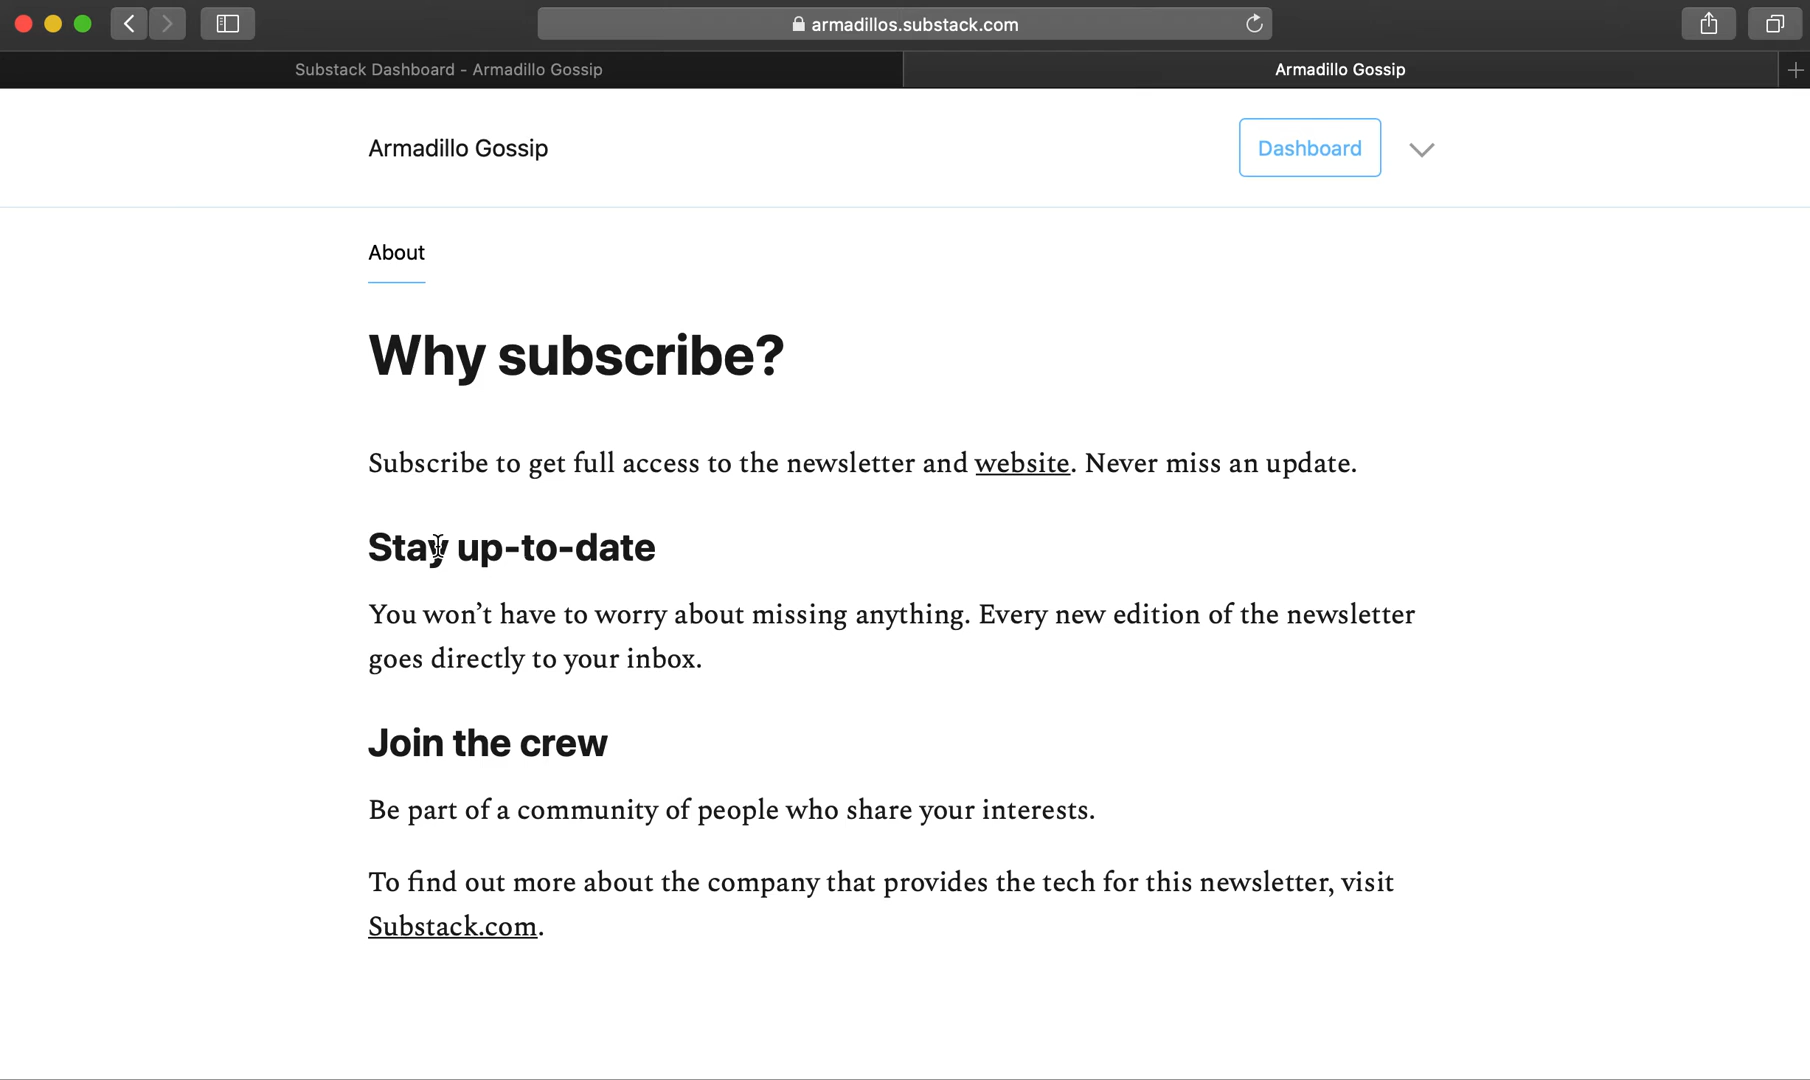 armadillos.substack.com
Substack Dashboard - Armadillo Gossip
Armadillo Gossip
Armadillo Gossip
Dashboard
About
Why subscribe?
Subscribe to get full access to the newsletter and website. Never miss an update.
Stay up-to-date
You won’t have to worry about missing anything. Every new edition of the newsletter
goes directly to your inbox.
Join the crew
Be part of a community of people who share your interests.
To find out more about the company that provides the tech for this newsletter, visit
Substack.com.